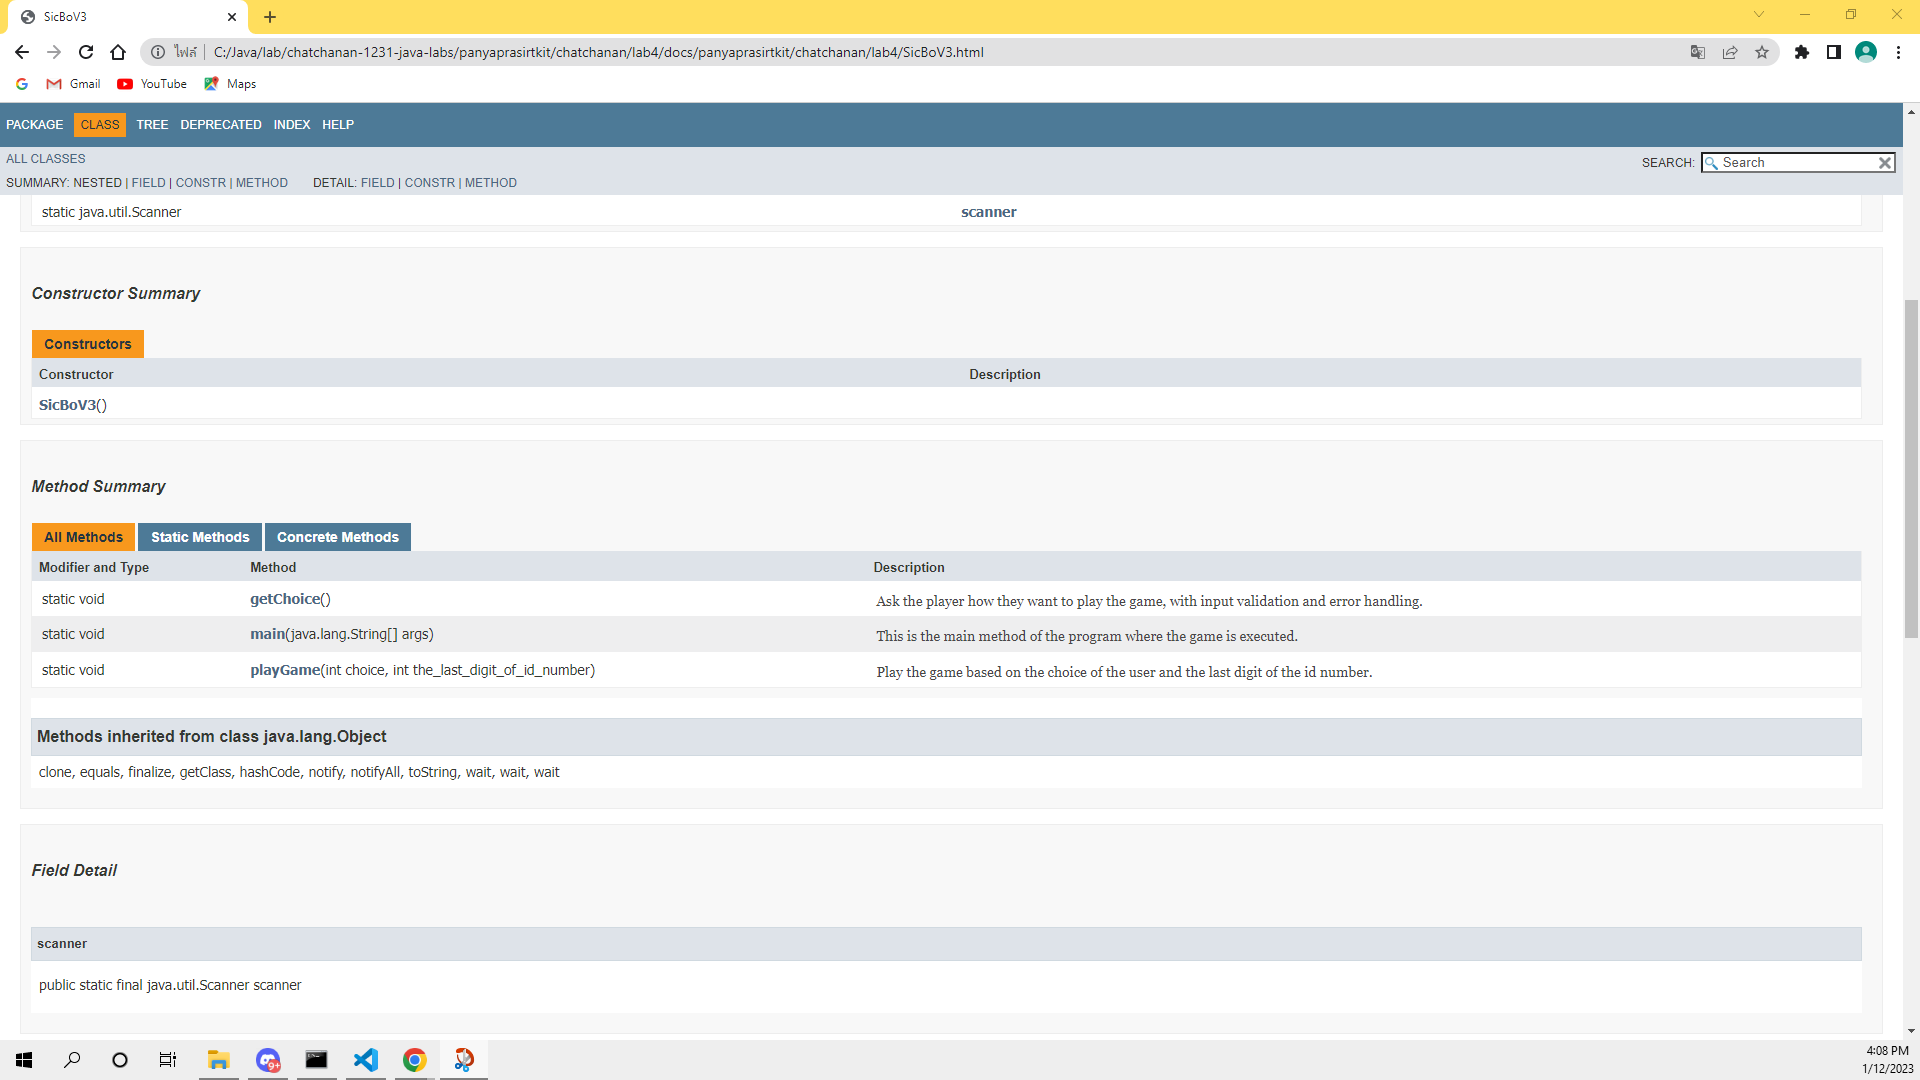 SicBoV3
ไฟล์ C:/Java/lab/chatchanan-1231-java-labs/panyaprasirtkit/chatchanan/lab4/docs/panyaprasirtkit/chatchanan/lab4/SicBoV3.html
Gmail YouTube Maps
PACKAGE CLASS TREE DEPRECATED INDEX HELP
ALL CLASSES
SEARCH: Search
SUMMARY: NESTED | FIELD | CONSTR | METHOD DETAIL: FIELD | CONSTR | METHOD
static java.util.Scanner scanner
Constructor Summary
Constructors
Constructor Description
SicBoV3()
Method Summary
All Methods Static Methods Concrete Methods
Modifier and Type Method Description
static void getChoice() Ask the player how they want to play the game, with input validation and error handling.
static void main(java.lang.String[] args) This is the main method of the program where the game is executed.
static void playGame(int choice, int the_last_digit_of_id_number) Play the game based on the choice of the user and the last digit of the id number.
Methods inherited from class java.lang.Object
clone, equals, finalize, getClass, hashCode, notify, notifyAll, toString, wait, wait, wait
Field Detail
scanner
public static final java.util.Scanner scanner
9+
4:08 PM
1/12/2023